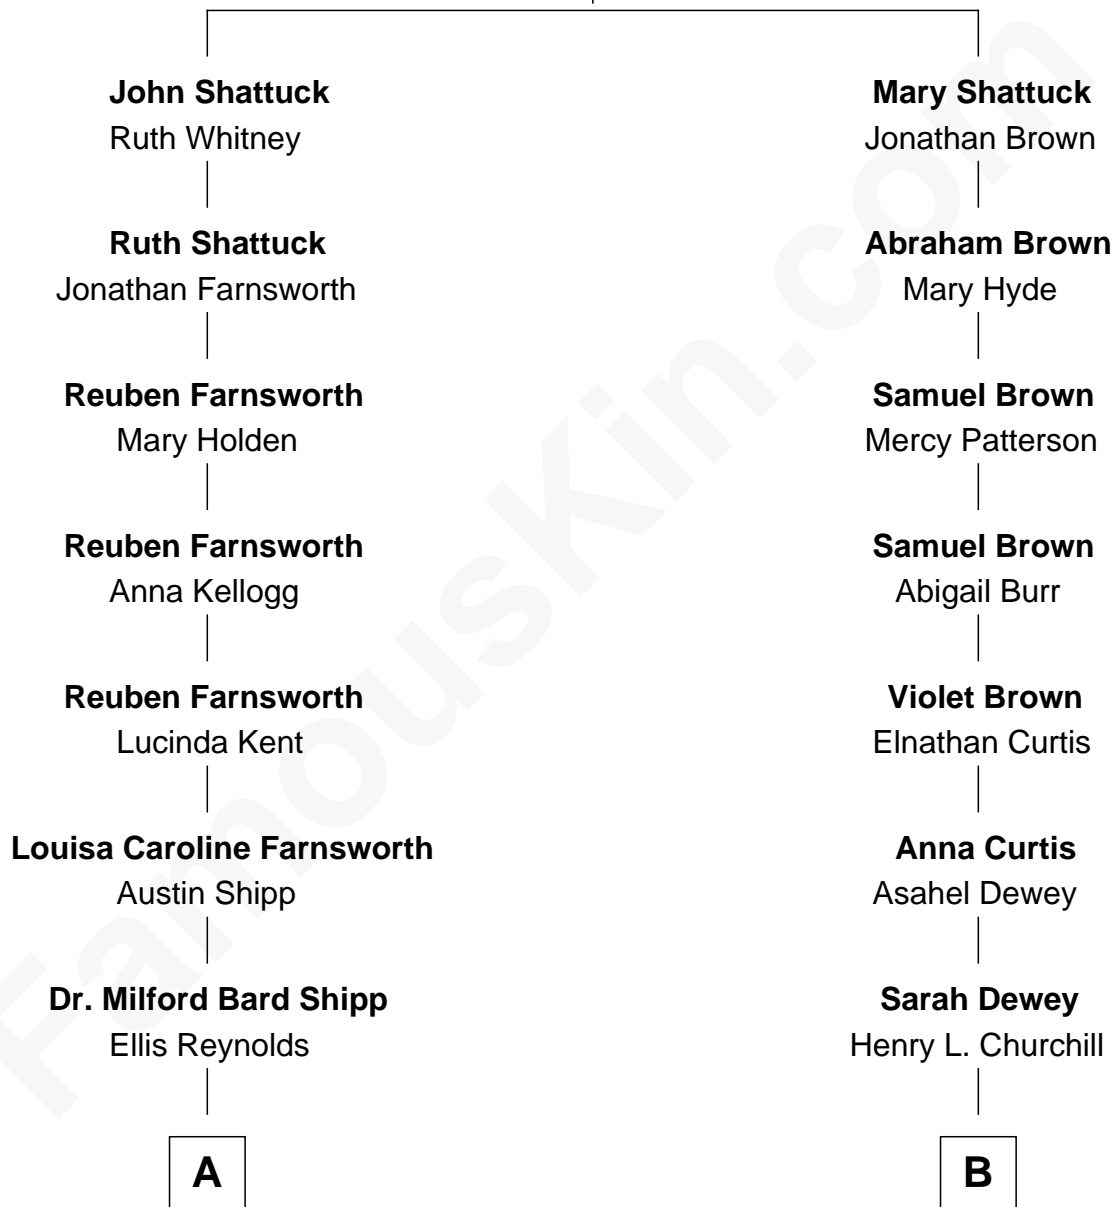 John Shattuck
Ruth Whitney
Ruth Shattuck
Jonathan Farnsworth
Reuben Farnsworth
Mary Holden
Reuben Farnsworth
Anna Kellogg
Reuben Farnsworth
Lucinda Kent
Louisa Caroline Farnsworth
Austin Shipp
Dr. Milford Bard Shipp
Ellis Reynolds
A
Mary Shattuck
Jonathan Brown
Abraham Brown
Mary Hyde
Samuel Brown
Mercy Patterson
Samuel Brown
Abigail Burr
Violet Brown
Elnathan Curtis
Anna Curtis
Asahel Dewey
Sarah Dewey
Henry L. Churchill
B
FamousKin.com